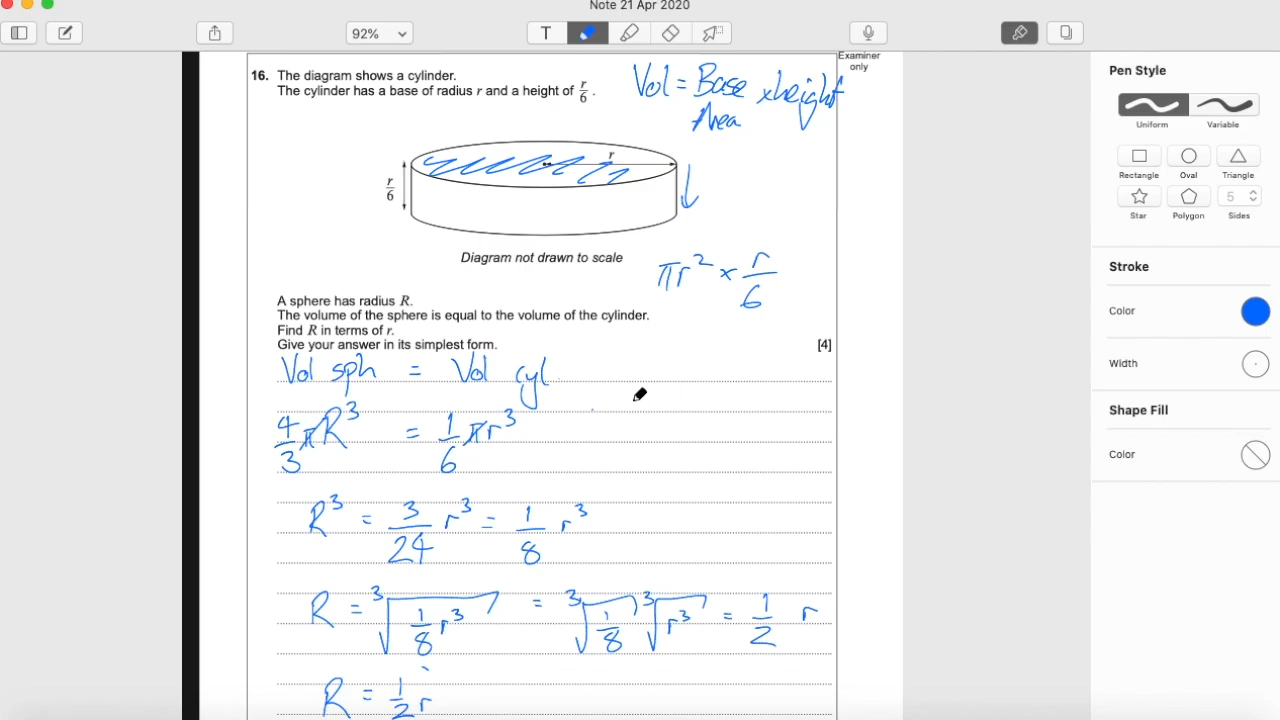 Note 21 Apr 2020
92%
T
Examiner
only
16. The diagram shows a cylinder.
The cylinder has a base of radius r and a height of r/6 .
Vol = Base x height
Area
r
r/6
Diagram not drawn to scale
πr² × r/6
A sphere has radius R.
The volume of the sphere is equal to the volume of the cylinder.
Find R in terms of r.
Give your answer in its simplest form. [4]
Vol sph = Vol cyl
4/3 πR³ = 1/6 πr³
R³ = 3/24 r³ = 1/8 r³
R = ³√(1/8 r³) = ³√(1/8) ³√(r³) = 1/2 r
R = 1/2 r
Pen Style
Uniform Variable
Rectangle Oval Triangle
5
Star Polygon Sides
Stroke
Color
Width
Shape Fill
Color